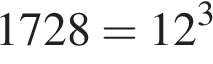 1728 = 12³